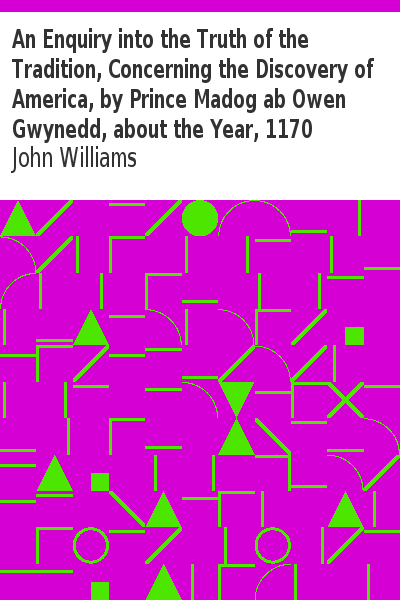 An Enquiry into the Truth of the
Tradition, Concerning the Discovery of
America, by Prince Madog ab Owen
Gwynedd, about the Year, 1170
John Williams